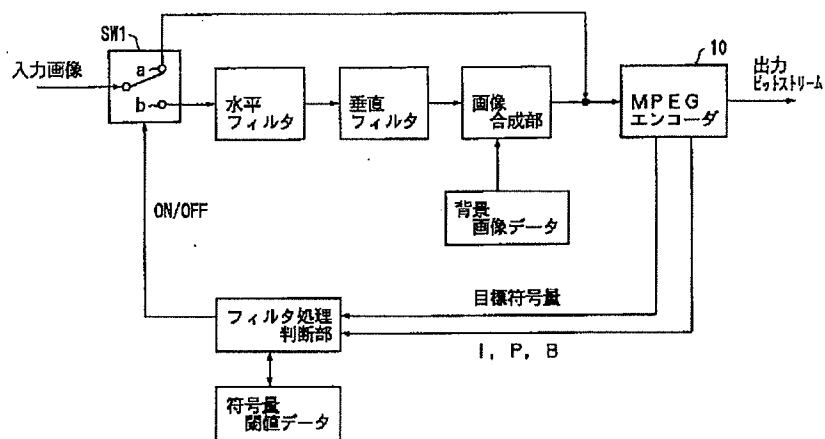 SW1
入力画像
a
b
水平
フィルタ
垂直
フィルタ
画像
合成部
10
MPEG
エンコーダ
出力
ビットストリーム
背景
画像データ
ON/OFF
目標符号量
フィルタ処理
判断部
I, P, B
符号量
閾値データ